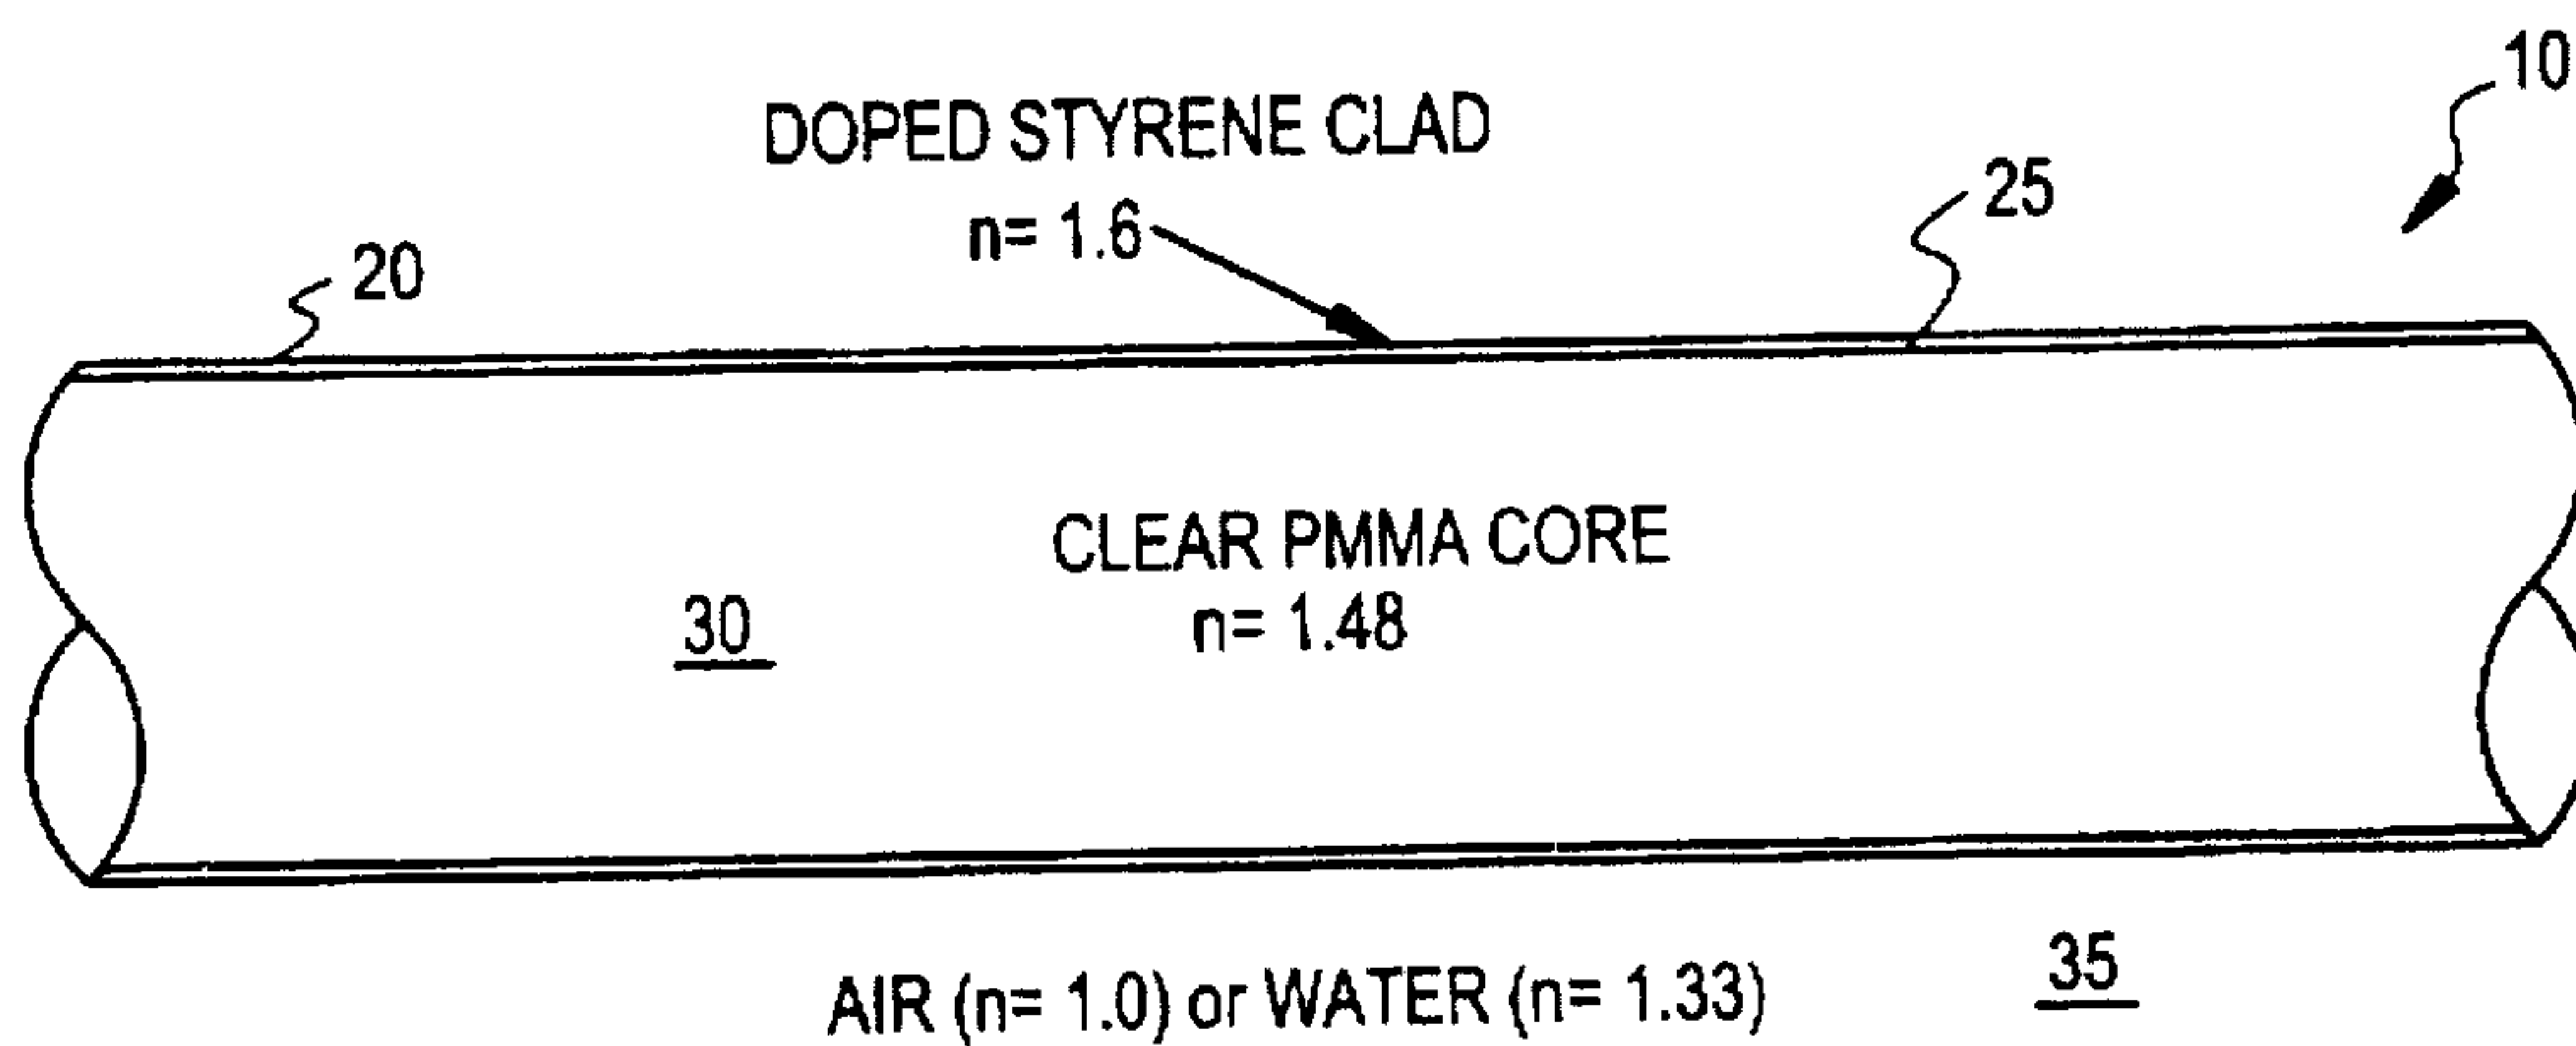 10
DOPED STYRENE CLAD
n= 1.6
25
20
CLEAR PMMA CORE
n= 1.48
30
35
AIR (n= 1.0) or WATER (n= 1.33)